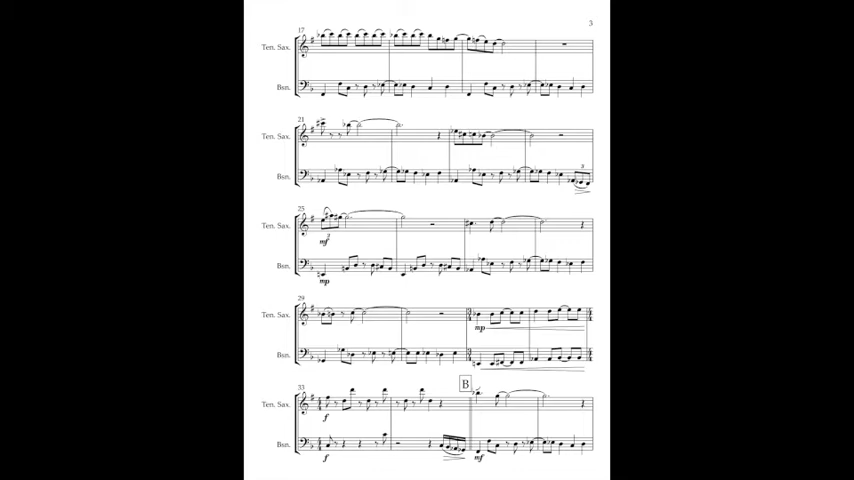 3
17
Ten. Sax.
Bsn.
21
Ten. Sax.
Bsn.
3
25
Ten. Sax.
mf
3
Bsn.
mp
29
Ten. Sax.
mp
Bsn.
B
33
Ten. Sax.
f
Bsn.
f
mf